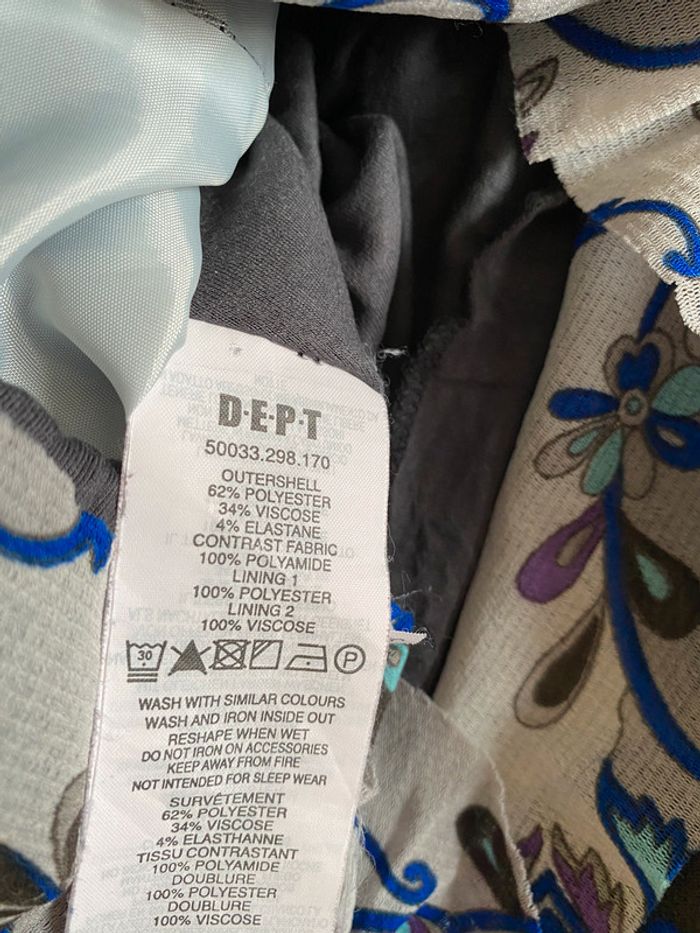 D·E·P·T
50033.298.170
OUTERSHELL
62% POLYESTER
34% VISCOSE
4% ELASTANE
CONTRAST FABRIC
100% POLYAMIDE
LINING 1
100% POLYESTER
LINING 2
100% VISCOSE
30 P
WASH WITH SIMILAR COLOURS
WASH AND IRON INSIDE OUT
RESHAPE WHEN WET
DO NOT IRON ON ACCESSORIES
KEEP AWAY FROM FIRE
NOT INTENDED FOR SLEEP WEAR
SURVÉTEMENT
62% POLYESTER
34% VISCOSE
4% ELASTHANNE
TISSU CONTRASTANT
100% POLYAMIDE
DOUBLURE
100% POLYESTER
DOUBLURE
100% VISCOSE